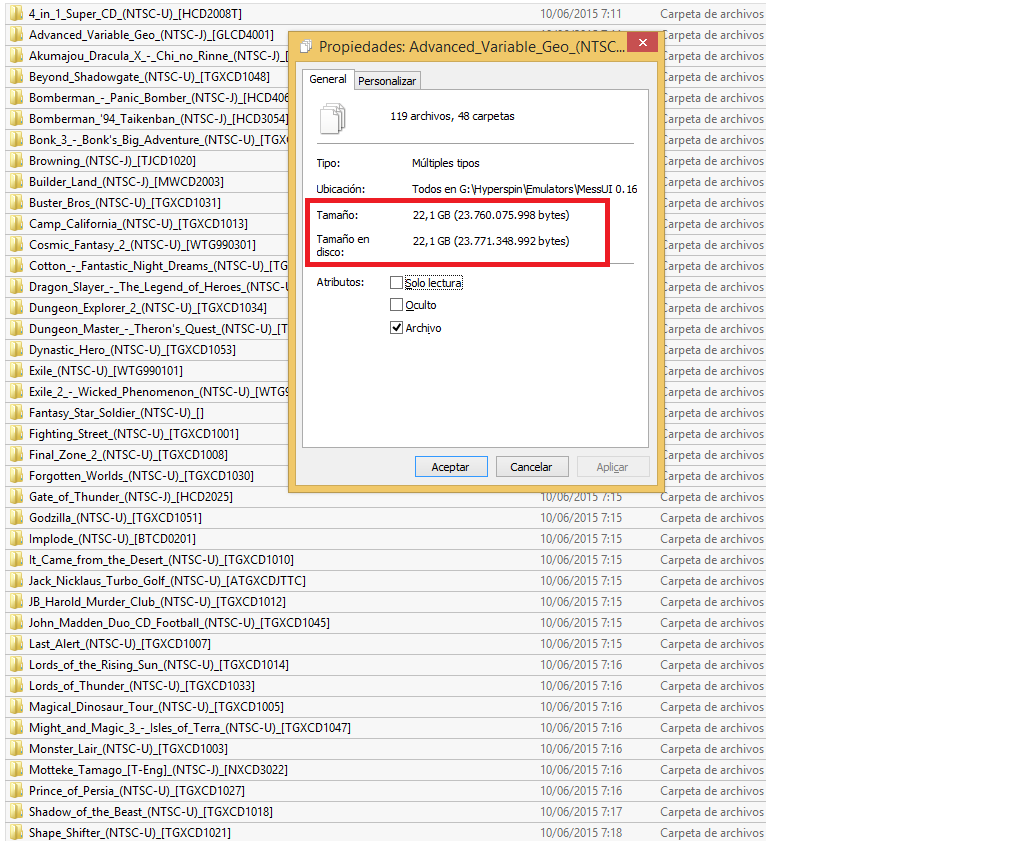 4_in_1_Super_CD_(NTSC-U)_[HCD2008T] 10/06/2015 7:11 Carpeta de archivos
Advanced_Variable_Geo_(NTSC-J)_[GLCD4001] Carpeta de archivos
Akumajou_Dracula_X_-_Chi_no_Rinne_(NTSC-J)_[ Carpeta de archivos
Beyond_Shadowgate_(NTSC-U)_[TGXCD1048] Carpeta de archivos
Bomberman_-_Panic_Bomber_(NTSC-J)_[HCD406 Carpeta de archivos
Bomberman_'94_Taikenban_(NTSC-J)_[HCD3054] Carpeta de archivos
Bonk_3_-_Bonk's_Big_Adventure_(NTSC-U)_[TGX Carpeta de archivos
Browning_(NTSC-J)_[TJCD1020] Carpeta de archivos
Builder_Land_(NTSC-J)_[MWCD2003] Carpeta de archivos
Buster_Bros_(NTSC-U)_[TGXCD1031] Carpeta de archivos
Camp_California_(NTSC-U)_[TGXCD1013] Carpeta de archivos
Cosmic_Fantasy_2_(NTSC-U)_[WTG990301] Carpeta de archivos
Cotton_-_Fantastic_Night_Dreams_(NTSC-U)_[TG Carpeta de archivos
Dragon_Slayer_-_The_Legend_of_Heroes_(NTSC-U Carpeta de archivos
Dungeon_Explorer_2_(NTSC-U)_[TGXCD1034] Carpeta de archivos
Dungeon_Master_-_Theron's_Quest_(NTSC-U)_[T Carpeta de archivos
Dynastic_Hero_(NTSC-U)_[TGXCD1053] Carpeta de archivos
Exile_(NTSC-U)_[WTG990101] Carpeta de archivos
Exile_2_-_Wicked_Phenomenon_(NTSC-U)_[WTG9 Carpeta de archivos
Fantasy_Star_Soldier_(NTSC-U)_[] Carpeta de archivos
Fighting_Street_(NTSC-U)_[TGXCD1001] Carpeta de archivos
Final_Zone_2_(NTSC-U)_[TGXCD1008] Carpeta de archivos
Forgotten_Worlds_(NTSC-U)_[TGXCD1030] Carpeta de archivos
Gate_of_Thunder_(NTSC-J)_[HCD2025] 10/06/2015 7:15 Carpeta de archivos
Godzilla_(NTSC-U)_[TGXCD1051] 10/06/2015 7:15 Carpeta de archivos
Implode_(NTSC-U)_[BTCD0201] 10/06/2015 7:15 Carpeta de archivos
It_Came_from_the_Desert_(NTSC-U)_[TGXCD1010] 10/06/2015 7:15 Carpeta de archivos
Jack_Nicklaus_Turbo_Golf_(NTSC-U)_[ATGXCDJTTC] 10/06/2015 7:15 Carpeta de archivos
JB_Harold_Murder_Club_(NTSC-U)_[TGXCD1012] 10/06/2015 7:15 Carpeta de archivos
John_Madden_Duo_CD_Football_(NTSC-U)_[TGXCD1045] 10/06/2015 7:15 Carpeta de archivos
Last_Alert_(NTSC-U)_[TGXCD1007] 10/06/2015 7:15 Carpeta de archivos
Lords_of_the_Rising_Sun_(NTSC-U)_[TGXCD1014] 10/06/2015 7:16 Carpeta de archivos
Lords_of_Thunder_(NTSC-U)_[TGXCD1033] 10/06/2015 7:16 Carpeta de archivos
Magical_Dinosaur_Tour_(NTSC-U)_[TGXCD1005] 10/06/2015 7:16 Carpeta de archivos
Might_and_Magic_3_-_Isles_of_Terra_(NTSC-U)_[TGXCD1047] 10/06/2015 7:16 Carpeta de archivos
Monster_Lair_(NTSC-U)_[TGXCD1003] 10/06/2015 7:16 Carpeta de archivos
Motteke_Tamago_[T-Eng]_(NTSC-J)_[NXCD3022] 10/06/2015 7:16 Carpeta de archivos
Prince_of_Persia_(NTSC-U)_[TGXCD1027] 10/06/2015 7:16 Carpeta de archivos
Shadow_of_the_Beast_(NTSC-U)_[TGXCD1018] 10/06/2015 7:17 Carpeta de archivos
Shape_Shifter_(NTSC-U)_[TGXCD1021] 10/06/2015 7:18 Carpeta de archivos
Propiedades: Advanced_Variable_Geo_(NTSC...
General Personalizar
119 archivos, 48 carpetas
Tipo: Múltiples tipos
Ubicación: Todos en G:\Hyperspin\Emulators\MessUI 0.16
Tamaño: 22,1 GB (23.760.075.998 bytes)
Tamaño en disco: 22,1 GB (23.771.348.992 bytes)
Atributos: Solo lectura
Oculto
Archivo
Aceptar Cancelar Aplicar